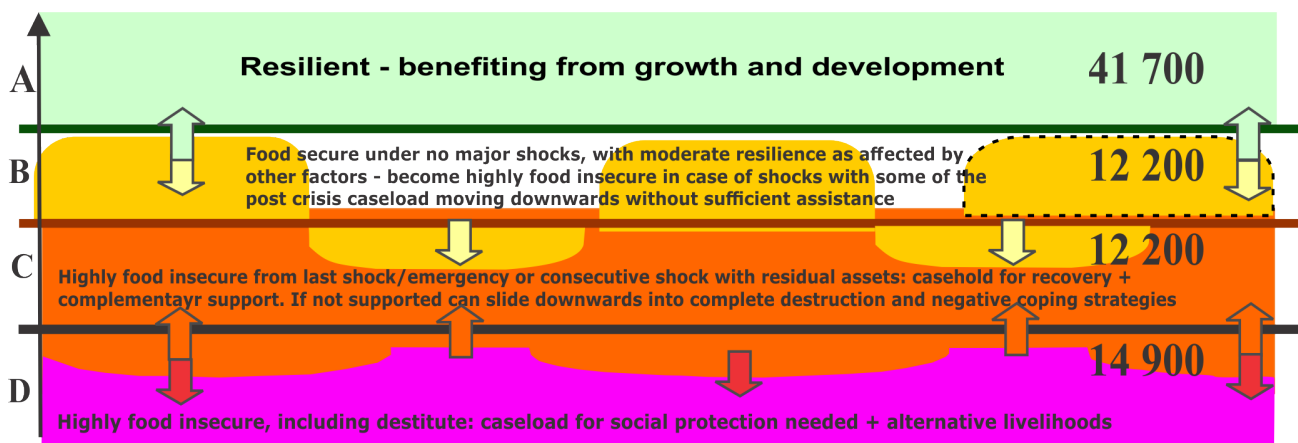 A
Resilient - benefiting from growth and development
41 700
B
Food secure under no major shocks, with moderate resilience as affected by
other factors - become highly food insecure in case of shocks with some of the
post crisis caseload moving downwards without sufficient assistance
12 200
C
12 200
Highly food insecure from last shock/emergency or consecutive shock with residual assets: casehold for recovery +
complementayr support. If not supported can slide downwards into complete destruction and negative coping strategies
14 900
D
Highly food insecure, including destitute: caseload for social protection needed + alternative livelihoods